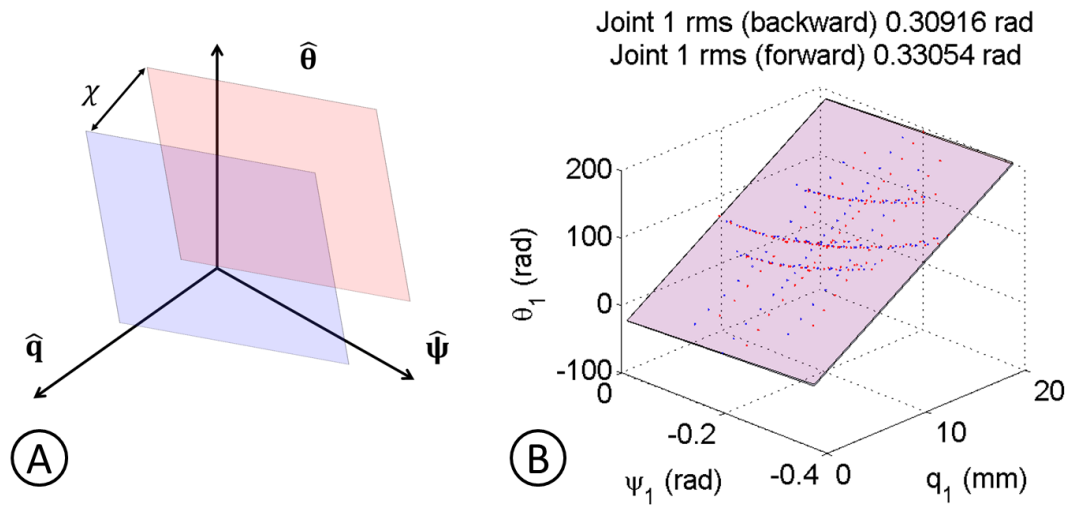 θ̂
χ
q̂
ψ̂
A
Joint 1 rms (backward) 0.30916 rad
Joint 1 rms (forward) 0.33054 rad
200
100
0
-100
θ₁ (rad)
0
-0.2
-0.4
ψ₁ (rad)
0
10
20
q₁ (mm)
B